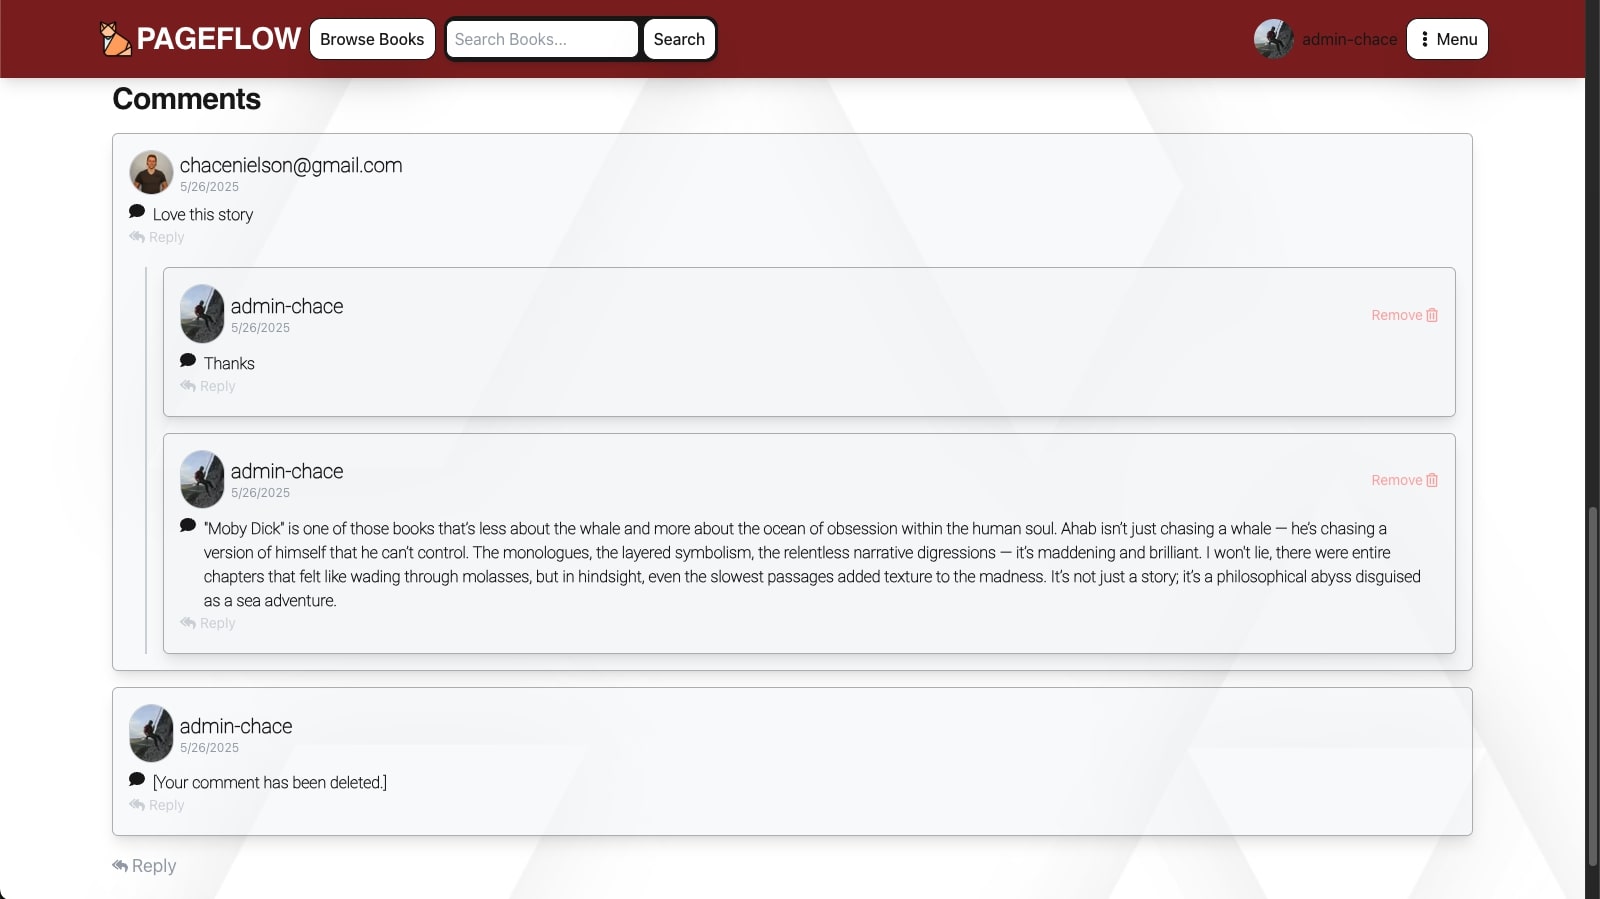 PAGEFLOW Browse Books Search Books... Search admin-chace Menu
Comments
chacenielson@gmail.com
5/26/2025
Love this story
Reply
admin-chace
5/26/2025
Remove
Thanks
Reply
admin-chace
5/26/2025
Remove
"Moby Dick" is one of those books that’s less about the whale and more about the ocean of obsession within the human soul. Ahab isn’t just chasing a whale — he’s chasing a
version of himself that he can’t control. The monologues, the layered symbolism, the relentless narrative digressions — it’s maddening and brilliant. I won't lie, there were entire
chapters that felt like wading through molasses, but in hindsight, even the slowest passages added texture to the madness. It’s not just a story; it’s a philosophical abyss disguised
as a sea adventure.
Reply
admin-chace
5/26/2025
[Your comment has been deleted.]
Reply
Reply